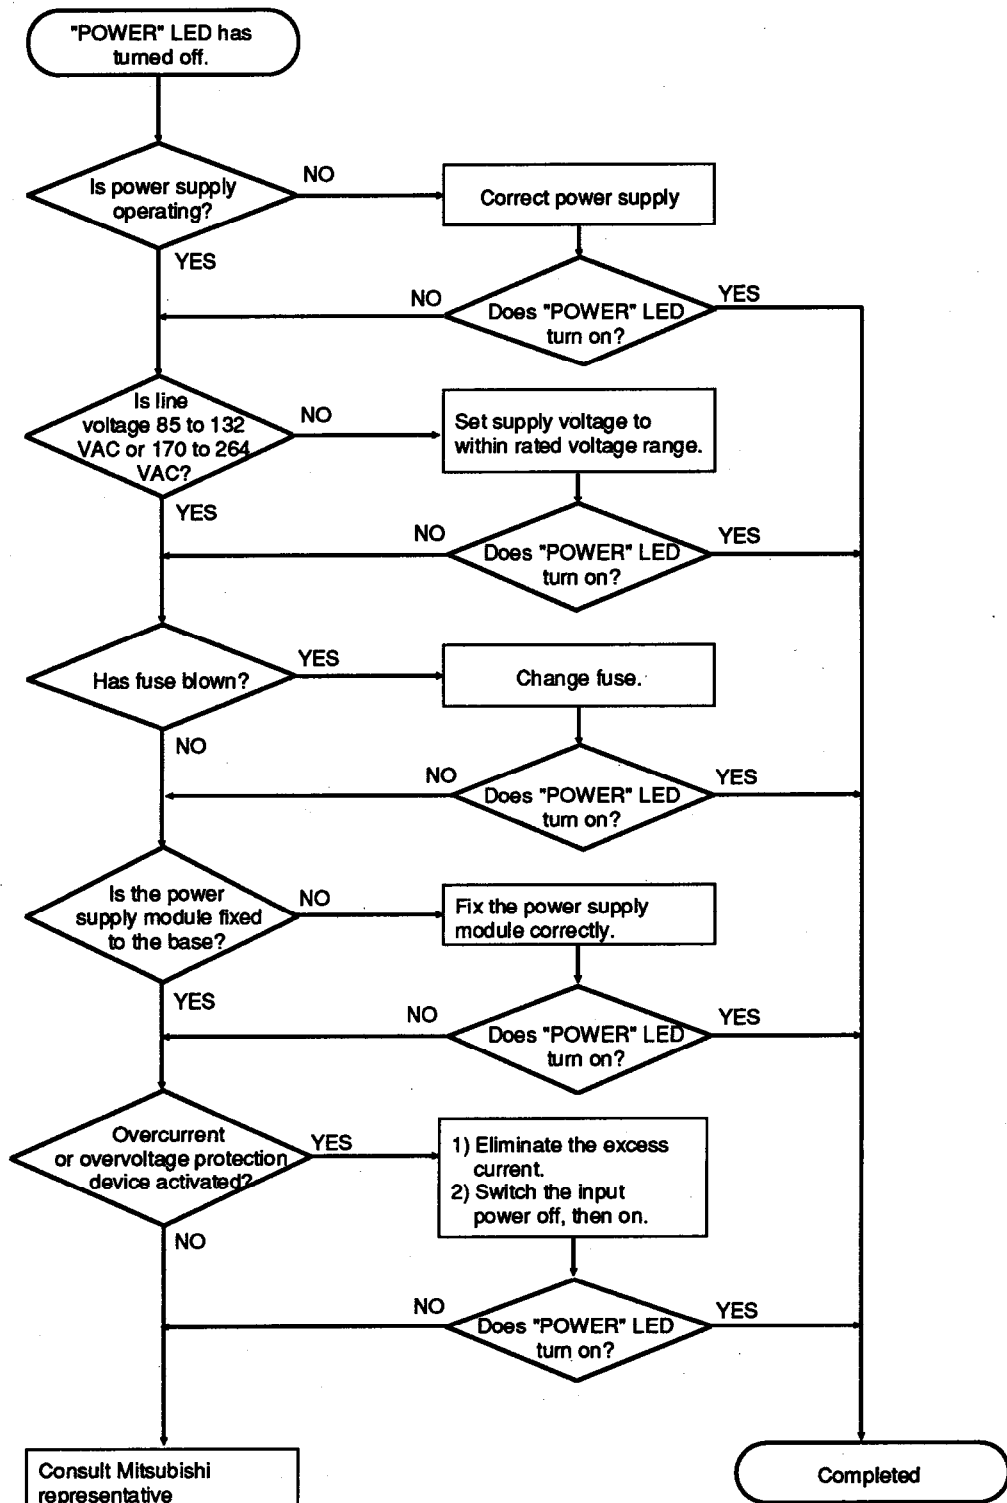 "POWER" LED has
turned off.
Is power supply
operating?
NO
Correct power supply
YES
Does "POWER" LED
turn on?
NO
YES
Is line
voltage 85 to 132
VAC or 170 to 264
VAC?
NO
Set supply voltage to
within rated voltage range.
YES
Does "POWER" LED
turn on?
NO
YES
Has fuse blown?
YES
Change fuse.
NO
Does "POWER" LED
turn on?
NO
YES
Is the power
supply module fixed
to the base?
NO
Fix the power supply
module correctly.
YES
Does "POWER" LED
turn on?
NO
YES
Overcurrent
or overvoltage protection
device activated?
YES
1) Eliminate the excess
current.
2) Switch the input
power off, then on.
NO
Does "POWER" LED
turn on?
NO
YES
Consult Mitsubishi
representative
Completed